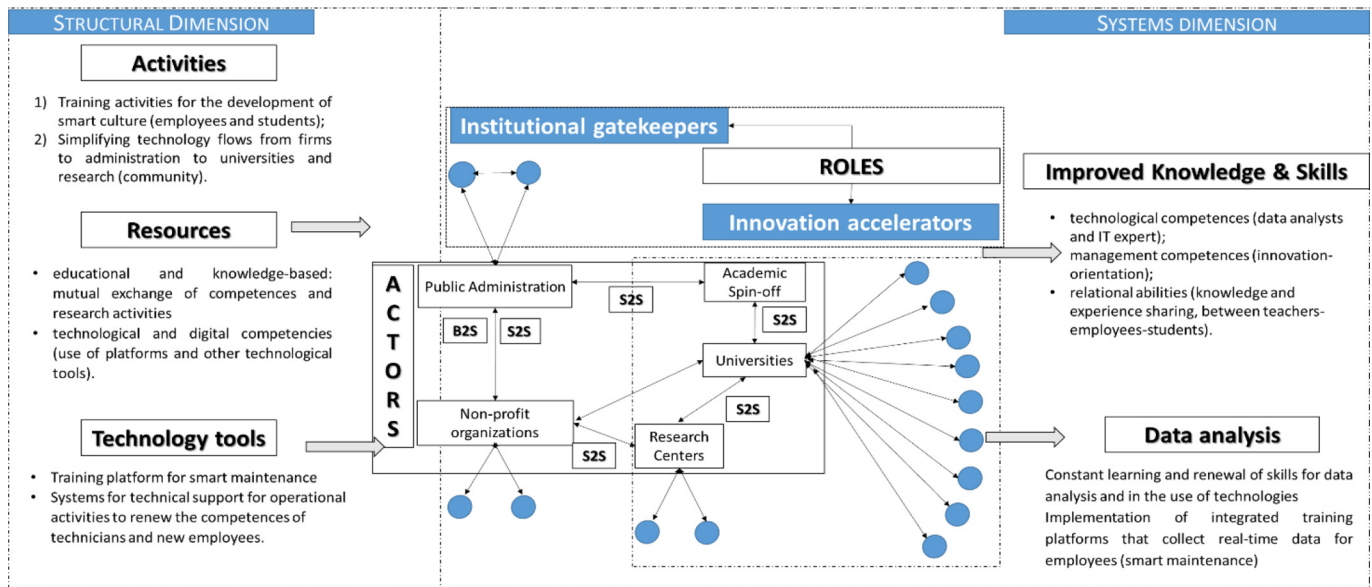 STRUCTURAL DIMENSION
Activities
1) Training activities for the development of
smart culture (employees and students);
2) Simplifying technology flows from firms
to administration to universities and
research (community).
Resources
• educational and knowledge-based:
mutual exchange of competences and
research activities
• technological and digital competencies
(use of platforms and other technological
tools).
Technology tools
• Training platform for smart maintenance
• Systems for technical support for operational
activities to renew the competences of
technicians and new employees.
Institutional gatekeepers
ROLES
Innovation accelerators
ACTORS
Public Administration
S2S
Academic
Spin-off
B2S
S2S
S2S
Universities
Non-profit
organizations
S2S
S2S
Research
Centers
SYSTEMS DIMENSION
Improved Knowledge & Skills
• technological competences (data analysts
and IT expert);
• management competences (innovation-
orientation);
• relational abilities (knowledge and
experience sharing, between teachers-
employees-students).
Data analysis
Constant learning and renewal of skills for data
analysis and in the use of technologies
Implementation of integrated training
platforms that collect real-time data for
employees (smart maintenance)